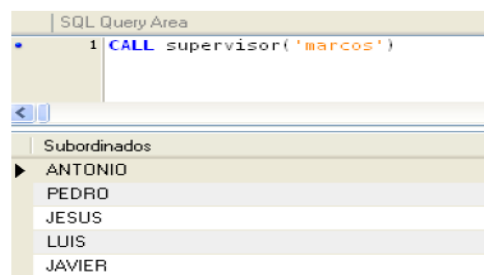 SQL Query Area
1 CALL supervisor('marcos')
Subordinados
ANTONIO
PEDRO
JESUS
LUIS
JAVIER